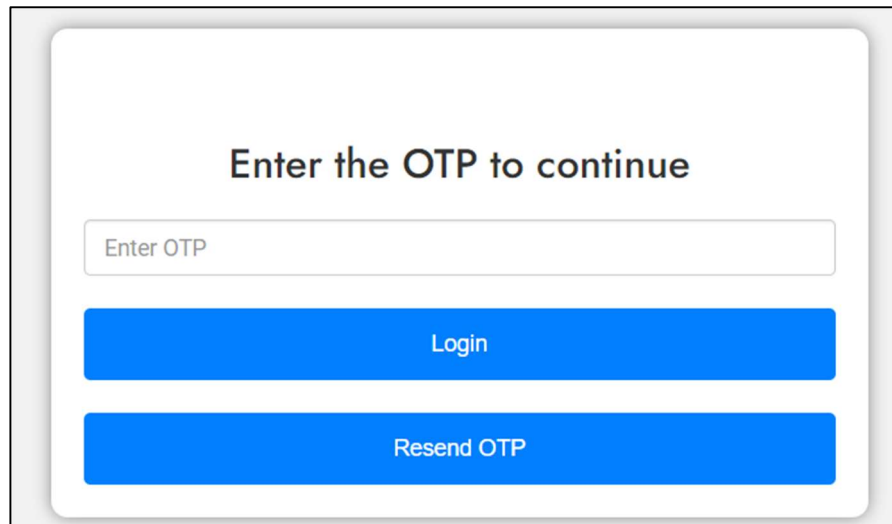 Enter the OTP to continue
Enter OTP
Login
Resend OTP